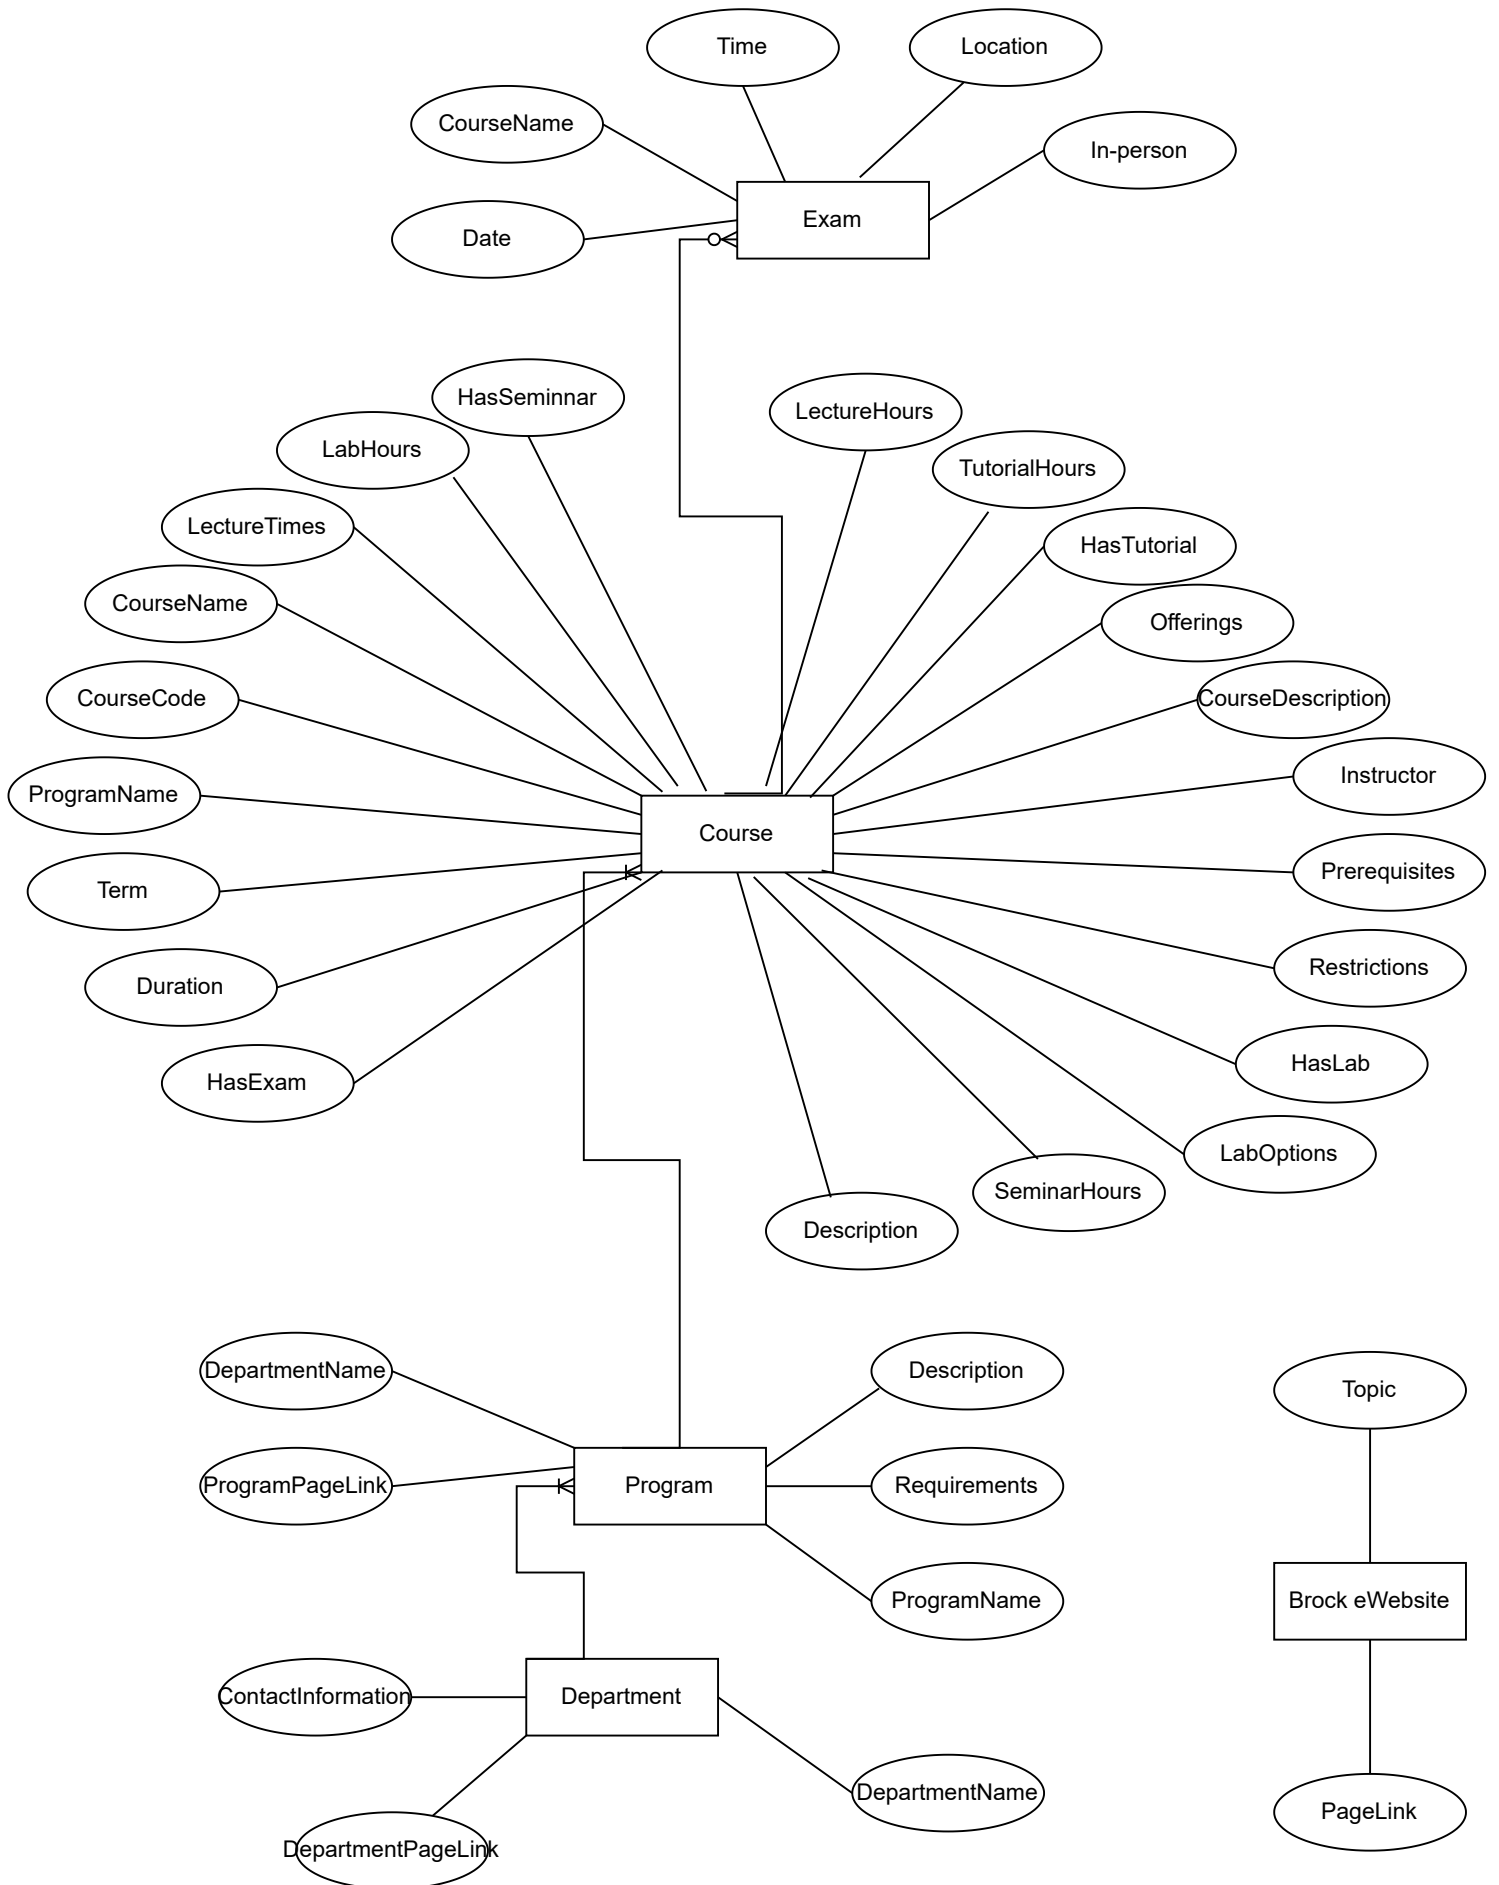 Time
Location
CourseName
In-person
Exam
Date
HasSeminnar
LectureHours
LabHours
TutorialHours
LectureTimes
HasTutorial
CourseName
Offerings
CourseCode
CourseDescription
Instructor
ProgramName
Course
Prerequisites
Term
Restrictions
Duration
HasLab
HasExam
LabOptions
SeminarHours
Description
DepartmentName
Description
Topic
ProgramPageLink
Program
Requirements
ProgramName
Brock eWebsite
ContactInformation
Department
DepartmentName
PageLink
DepartmentPageLink